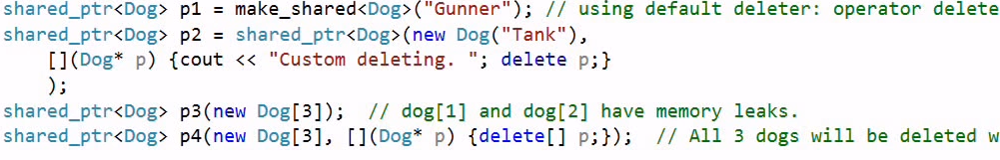 shared_ptr<Dog> p1 = make_shared<Dog>("Gunner"); // using default deleter: operator delete
shared_ptr<Dog> p2 = shared_ptr<Dog>(new Dog("Tank"),
    [](Dog* p) {cout << "Custom deleting. "; delete p;}
    );
shared_ptr<Dog> p3(new Dog[3]);  // dog[1] and dog[2] have memory leaks.
shared_ptr<Dog> p4(new Dog[3], [](Dog* p) {delete[] p;});  // All 3 dogs will be deleted w